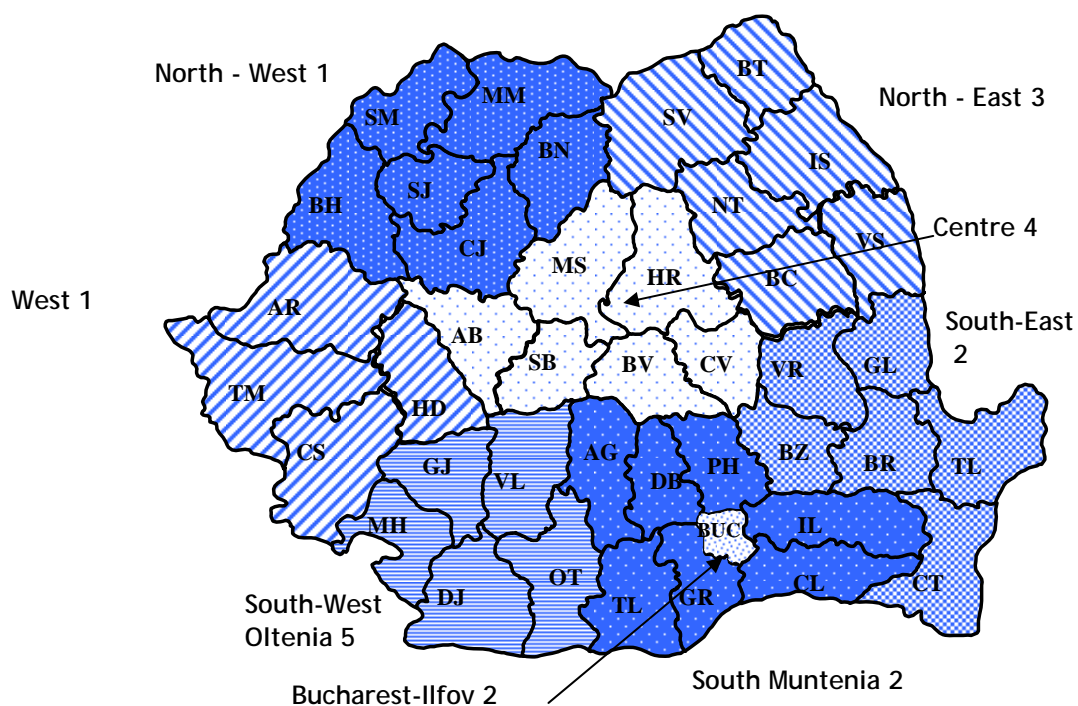 North - West 1
BT
MM
North - East 3
SM
SV
BN
IS
SJ
BH
NT
CJ
VS
Centre 4
MS
HR
BC
West 1
AR
AB
South-East
2
SB
BV
CV
VR
GL
TM
HD
CS
GJ
VL
AG
DB
PH
BZ
BR
TL
MH
BUC
IL
OT
DJ
TL
GR
CL
CT
South-West
Oltenia 5
Bucharest-Ilfov 2
South Muntenia 2